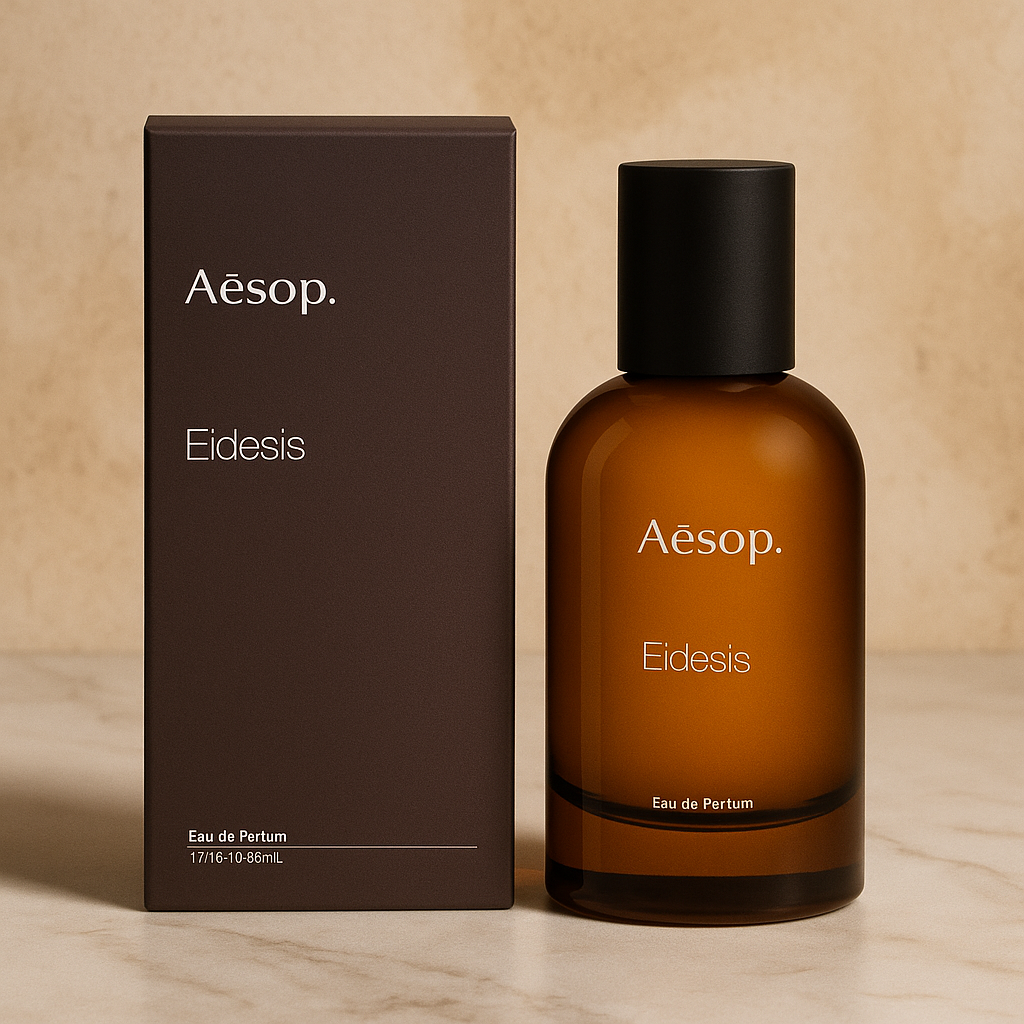 Aēsop.
Eidesis
Eau de Pertum
17/16-10-86mlL
Aēsop.
Eidesis
Eau de Pertum